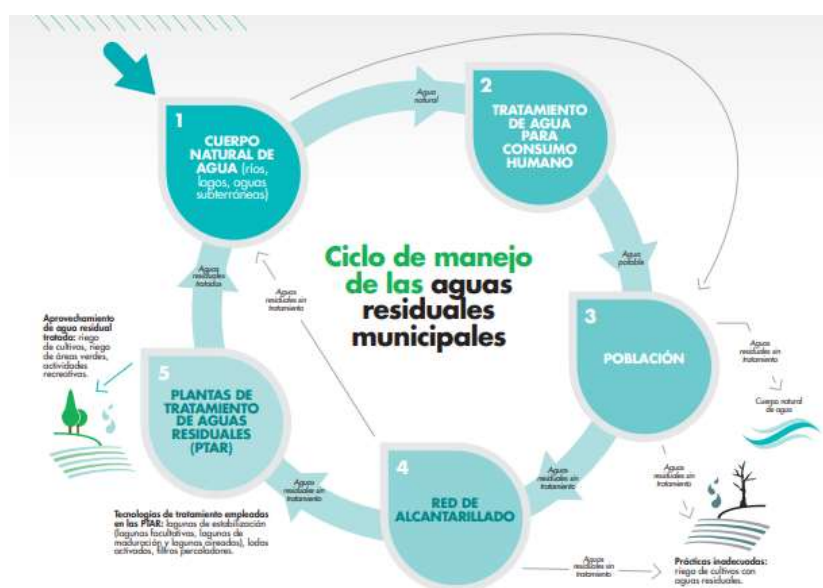 1
CUERPO
NATURAL DE
AGUA (ríos,
lagos, aguas
subterráneas)
Agua
natural
2
TRATAMIENTO
DE AGUA
PARA
CONSUMO
HUMANO
Agua
potable
Ciclo de manejo
de las aguas
residuales
municipales
3
POBLACIÓN
Aguas
residuales sin
tratamiento
Cuerpo natural
de agua
Aguas
residuales sin
tratamiento
Aguas
residuales sin
tratamiento
4
RED DE
ALCANTARILLADO
Aguas
residuales sin
tratamiento
Prácticas inadecuadas:
riego de cultivos con
aguas residuales.
Aguas
residuales sin
tratamiento
Aguas
residuales sin
tratamiento
5
PLANTAS DE
TRATAMIENTO
DE AGUAS
RESIDUALES
(PTAR)
Aguas
residuales
tratadas
Aprovechamiento
de agua residual
tratada: riego
de cultivos, riego
de áreas verdes,
actividades
recreativas.
Tecnologías de tratamiento empleadas
en las PTAR: lagunas de estabilización
(lagunas facultativas, lagunas de
maduración y lagunas aireadas), lodos
activados, filtros percoladores.